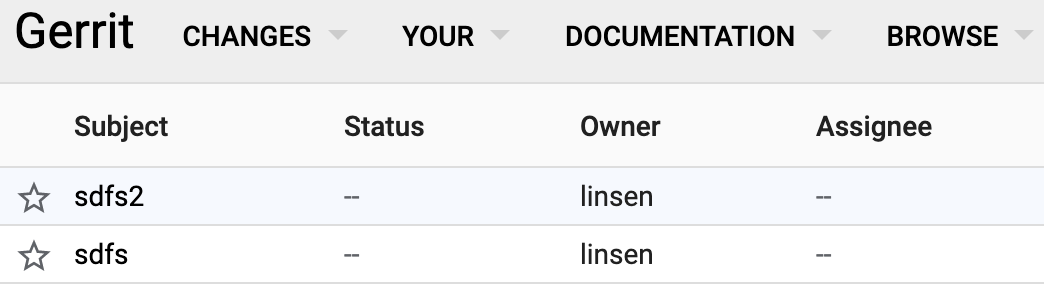 Gerrit CHANGES YOUR DOCUMENTATION BROWSE
Subject Status Owner Assignee
sdfs2 -- linsen --
sdfs -- linsen --